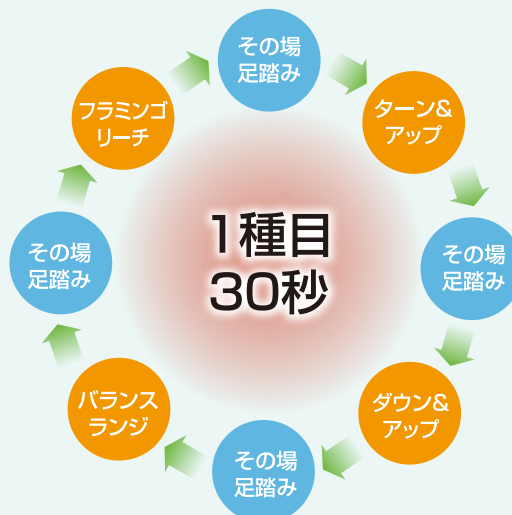 その場
足踏み
ターン&
アップ
その場
足踏み
ダウン&
アップ
その場
足踏み
バランス
ランジ
その場
足踏み
フラミンゴ
リーチ
1種目
30秒